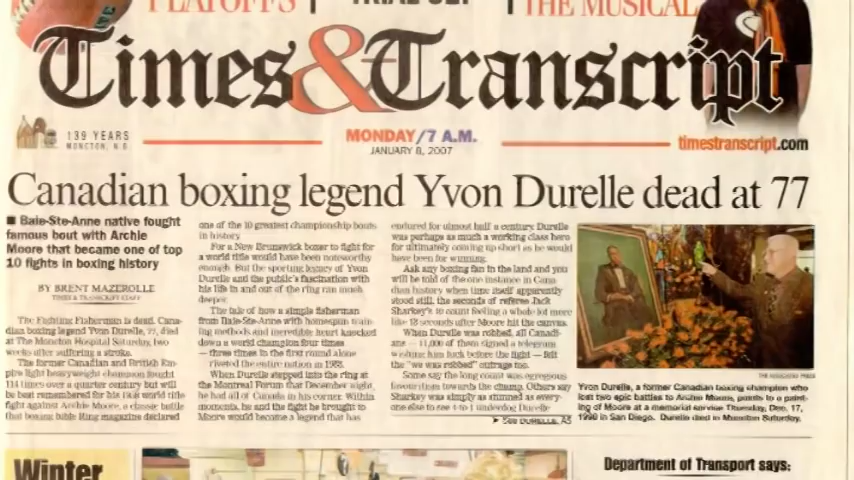 PLAYOFFS
THE MUSICAL
Times&Transcript
139 YEARS
MONCTON, N.B.
MONDAY/7 A.M.
JANUARY 8, 2007
timestranscript.com
Canadian boxing legend Yvon Durelle dead at 77
■ Baie-Ste-Anne native fought
famous bout with Archie
Moore that became one of top
10 fights in boxing history
BY BRENT MAZEROLLE
TIMES & TRANSCRIPT STAFF
The Fighting Fisherman is dead. Cana-
dian boxing legend Yvon Durelle, 77, died
at The Moncton Hospital Saturday, two
weeks after suffering a stroke.
The former Canadian and British Em-
pire light heavyweight champion fought
114 times over a quarter century but will
be best remembered for his 1958 world title
fight against Archie Moore, a classic battle
that boxing bible Ring magazine declared
one of the 10 greatest championship bouts
in history.
For a New Brunswick boxer to fight for
a world title would have been noteworthy
enough. But the sporting legacy of Yvon
Durelle and the public's fascination with
his life in and out of the ring ran much
deeper.
The tale of how a simple fisherman
from Baie-Ste-Anne with homespun train-
ing methods and incredible heart knocked
down a world champion four times
— three times in the first round alone
riveted the entire nation in 1958.
When Durelle stepped into the ring at
the Montreal Forum that December night,
he had all of Canada in his corner. Within
moments, he and the fight he brought to
Moore would become a legend that has
endured for almost half a century. Durelle
was perhaps as much a working class hero
for ultimately coming up short as he would
have been for winning.
Ask any boxing fan in the land and you
will be told of the one instance in Cana-
dian history when time itself apparently
stood still, the seconds of referee Jack
Sharkey's 10 count feeling a whole lot more
like 18 seconds after Moore hit the canvas.
When Durelle was robbed, all Canadi-
ans — 11,000 of them signed a telegram
wishing him luck before the fight — felt
the "we was robbed" outrage too.
Some say the long count was egregious
favouritism towards the champ. Others say
Sharkey was simply as stunned as every-
one else to see 4-to-1 underdog Durelle
➤ See DURELLE, A5
Yvon Durelle, a former Canadian boxing champion who
lost two epic battles to Archie Moore, points to a paint-
ing of Moore at a memorial service Thursday, Dec. 17,
1998 in San Diego. Durelle died in Moncton Saturday.
Winter
Department of Transport says: